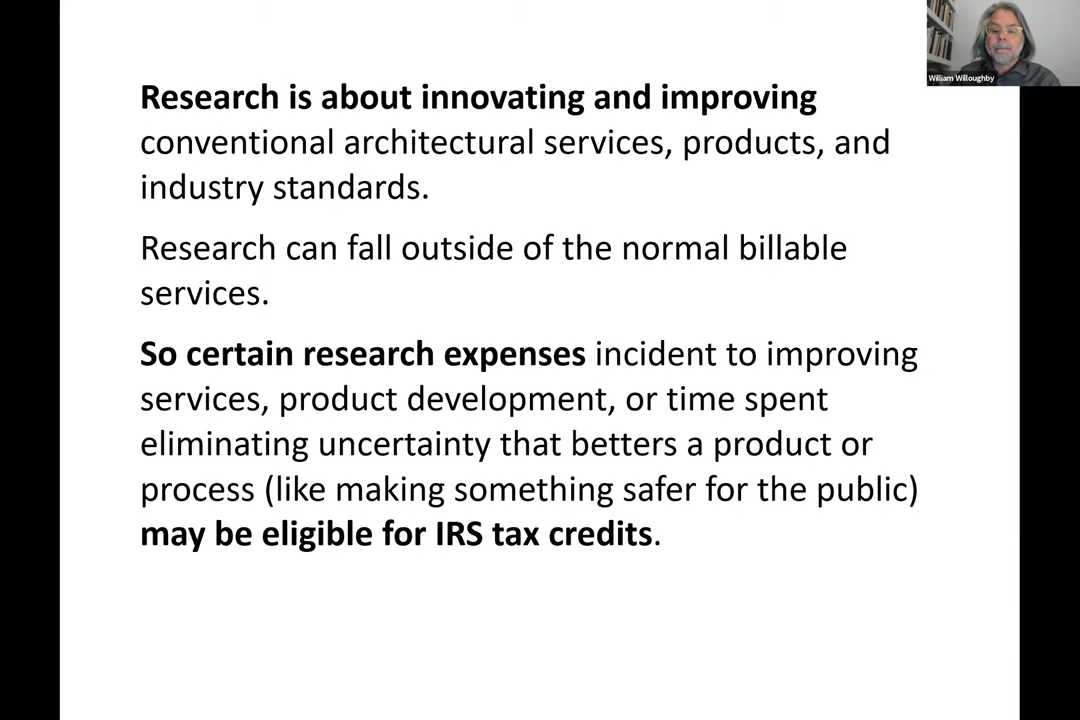 Research is about innovating and improving
conventional architectural services, products, and
industry standards.
Research can fall outside of the normal billable
services.
So certain research expenses incident to improving
services, product development, or time spent
eliminating uncertainty that betters a product or
process (like making something safer for the public)
may be eligible for IRS tax credits.
William Willoughby